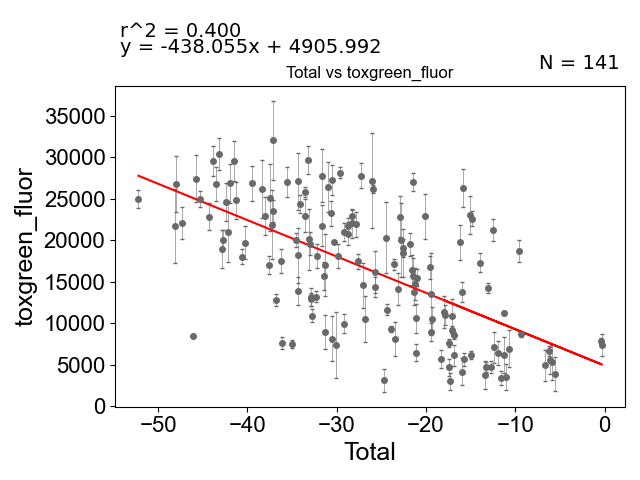 r^2 = 0.400
y = -438.055x + 4905.992
N = 141
Total vs toxgreen_fluor
35000
30000
25000
20000
15000
10000
5000
0
toxgreen_fluor
−50
−40
−30
−20
−10
0
Total